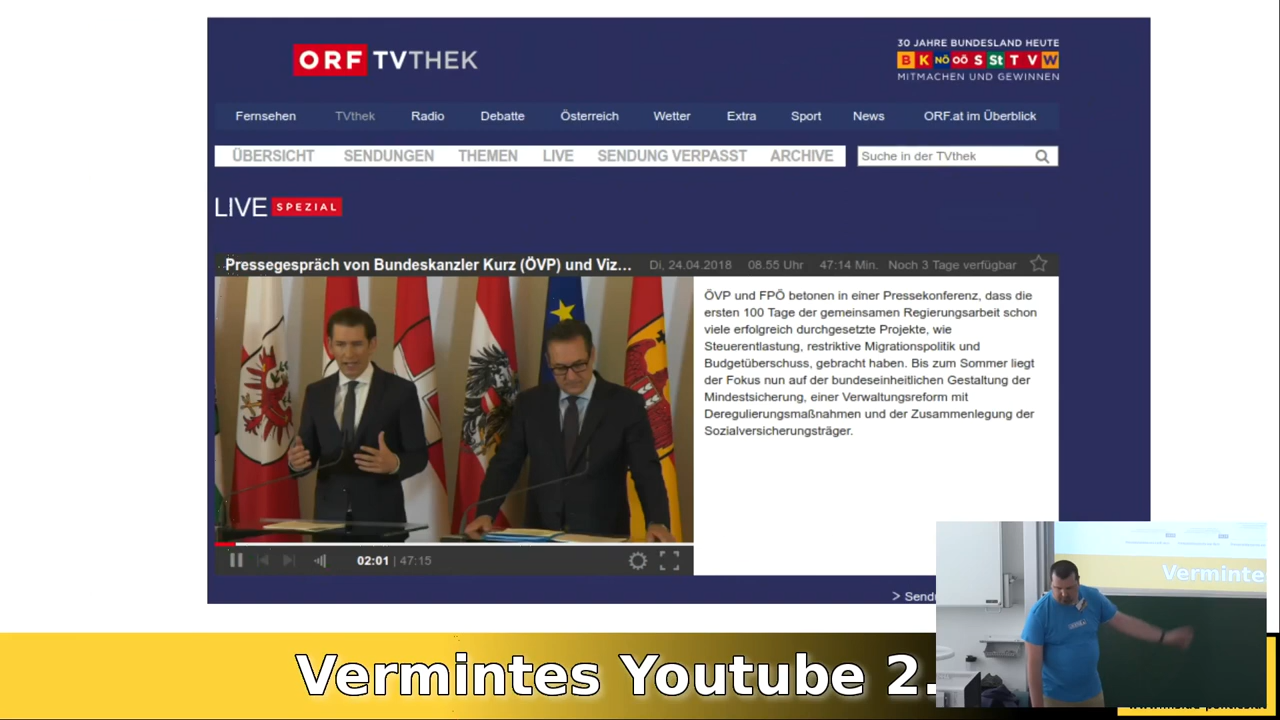 ORF TVTHEK
30 JAHRE BUNDESLAND HEUTE
B K NÖ OÖ S St T V W
MITMACHEN UND GEWINNEN
Fernsehen TVthek Radio Debatte Österreich Wetter Extra Sport News ORF.at im Überblick
ÜBERSICHT SENDUNGEN THEMEN LIVE SENDUNG VERPASST ARCHIVE Suche in der TVthek
LIVE SPEZIAL
Pressegespräch von Bundeskanzler Kurz (ÖVP) und Viz... Di, 24.04.2018 08.55 Uhr 47:14 Min. Noch 3 Tage verfügbar
ÖVP und FPÖ betonen in einer Pressekonferenz, dass die
ersten 100 Tage der gemeinsamen Regierungsarbeit schon
viele erfolgreich durchgesetzte Projekte, wie
Steuerentlastung, restriktive Migrationspolitik und
Budgetüberschuss, gebracht haben. Bis zum Sommer liegt
der Fokus nun auf der bundeseinheitlichen Gestaltung der
Mindestsicherung, einer Verwaltungsreform mit
Deregulierungsmaßnahmen und der Zusammenlegung der
Sozialversicherungsträger.
02:01 | 47:15
> Sendu
Vermintes Youtube 2.
Verminte